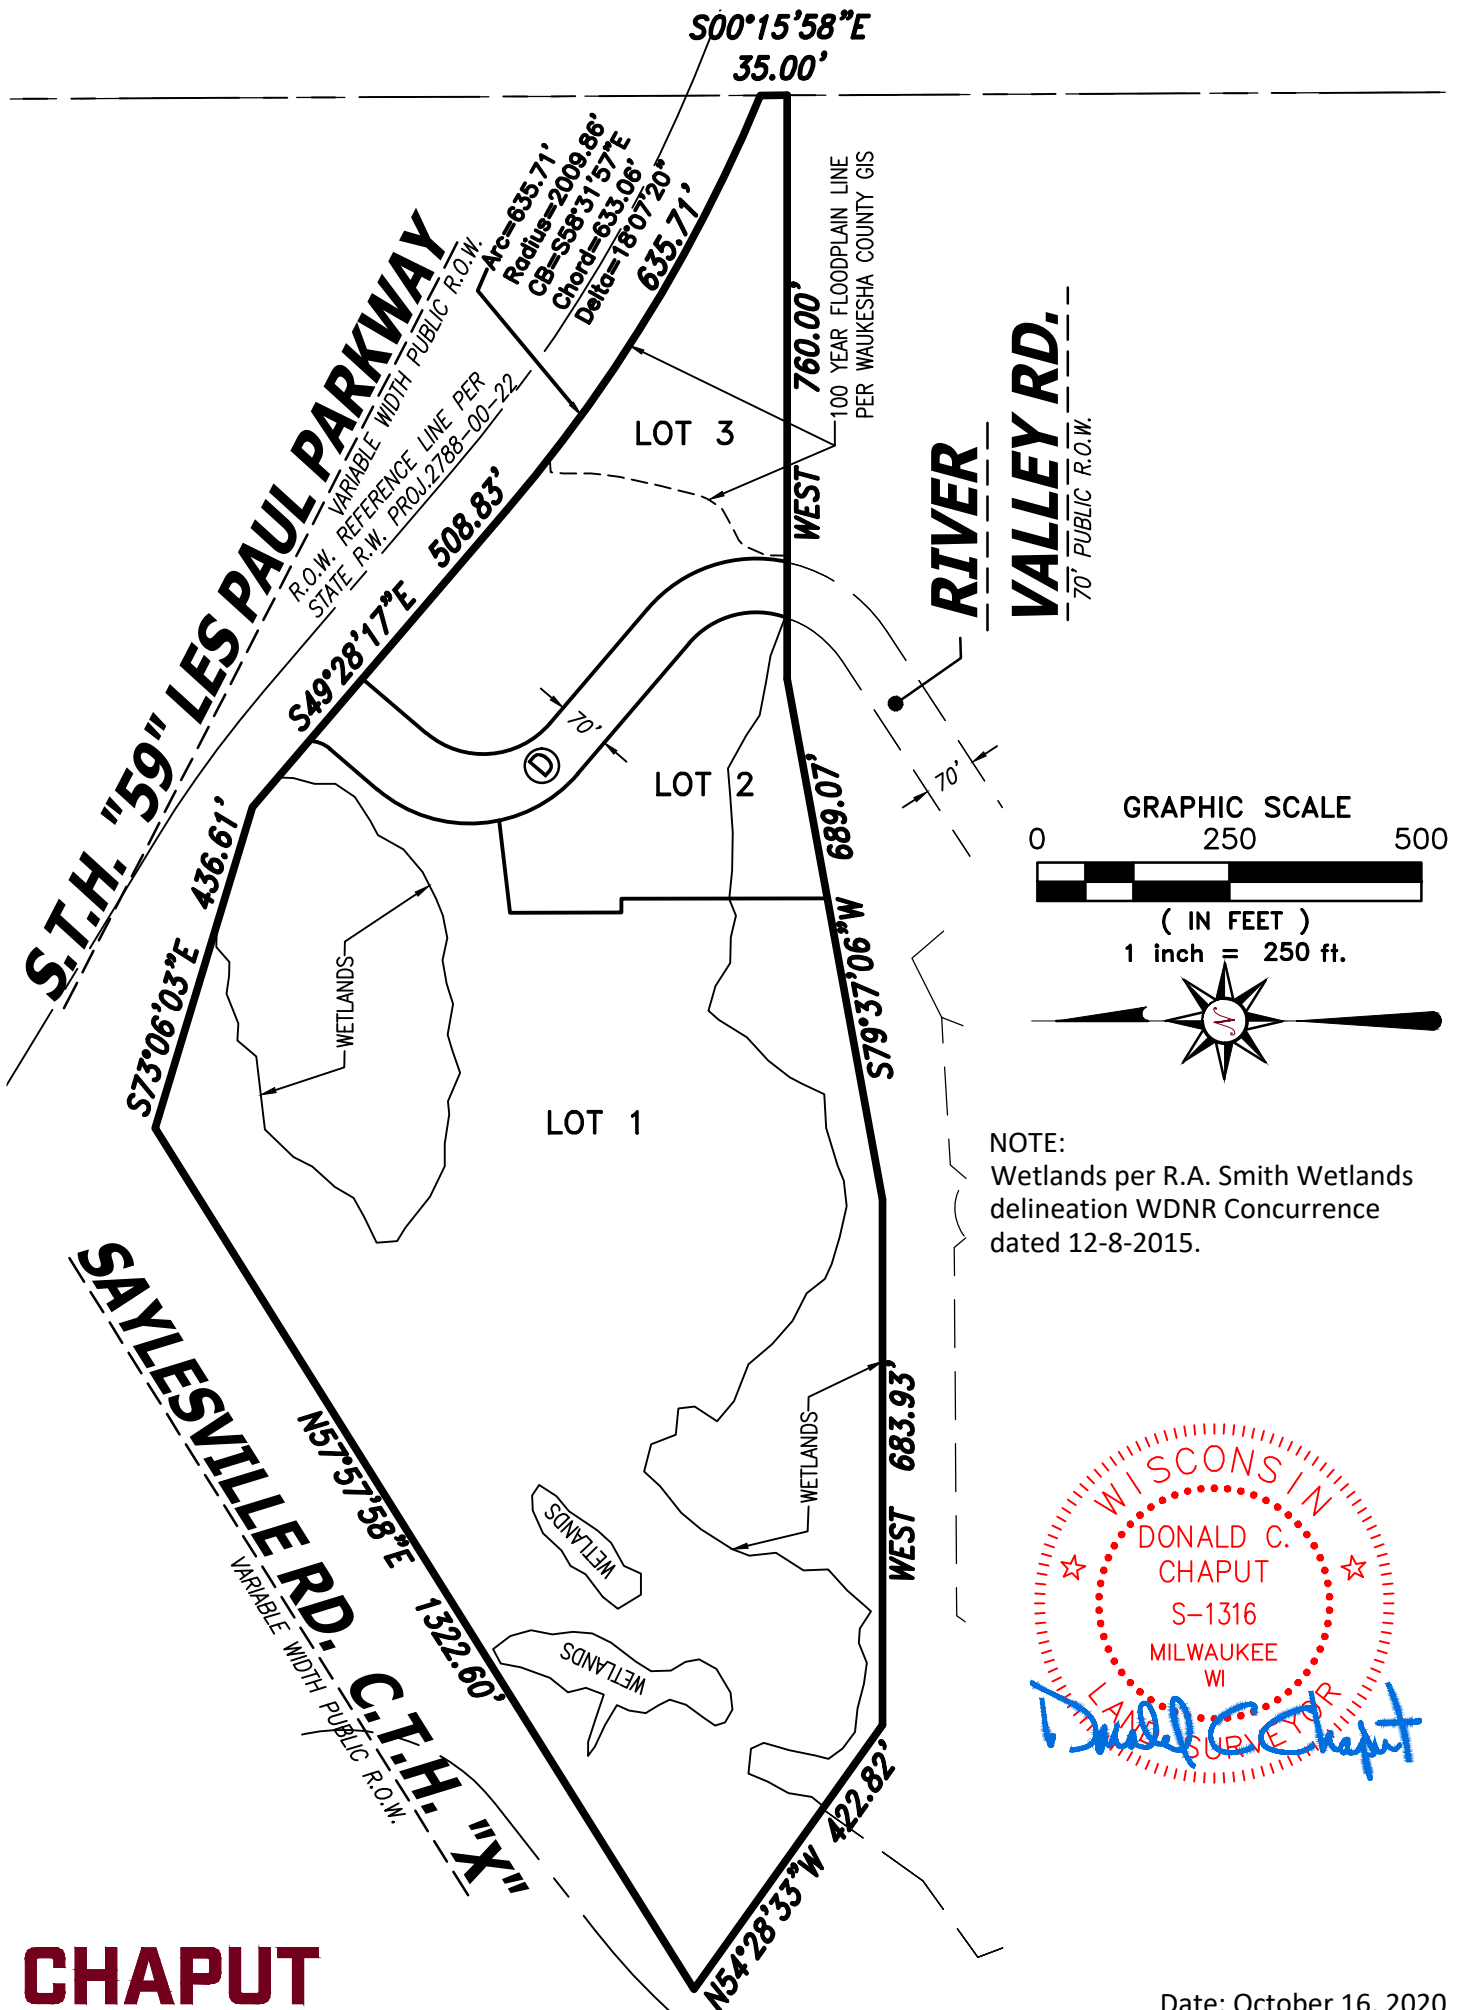 S00°15'58"E
35.00'
Arc=635.71'
Radius=2009.86'
CB=S58°31'57"E
Chord=633.06'
Delta=18°07'20"
635.71'
100 YEAR FLOODPLAIN LINE
PER WAUKESHA COUNTY GIS
WEST 760.00'
LOT 3
S.T.H. "59" LES PAUL PARKWAY
VARIABLE WIDTH PUBLIC R.O.W.
R.O.W. REFERENCE LINE PER
STATE R.W. PROJ.2788-00-22
S49°28'17"E 508.83'
RIVER
VALLEY RD.
70' PUBLIC R.O.W.
70'
D
LOT 2
70'
S79°37'06"W 689.07'
S73°06'03"E 436.61'
GRAPHIC SCALE
0 250 500
( IN FEET )
1 inch = 250 ft.
N
WETLANDS
LOT 1
NOTE:
Wetlands per R.A. Smith Wetlands
delineation WDNR Concurrence
dated 12-8-2015.
SAYLESVILLE RD. C.T.H. "X"
VARIABLE WIDTH PUBLIC R.O.W.
N57°57'58"E 1322.60'
WETLANDS
WEST 683.93'
WETLANDS
WETLANDS
N54°28'33"W 422.82'
WISCONSIN
DONALD C.
CHAPUT
S-1316
MILWAUKEE
WI
LAND SURVEYOR
Donald C Chaput
CHAPUT
Date: October 16, 2020